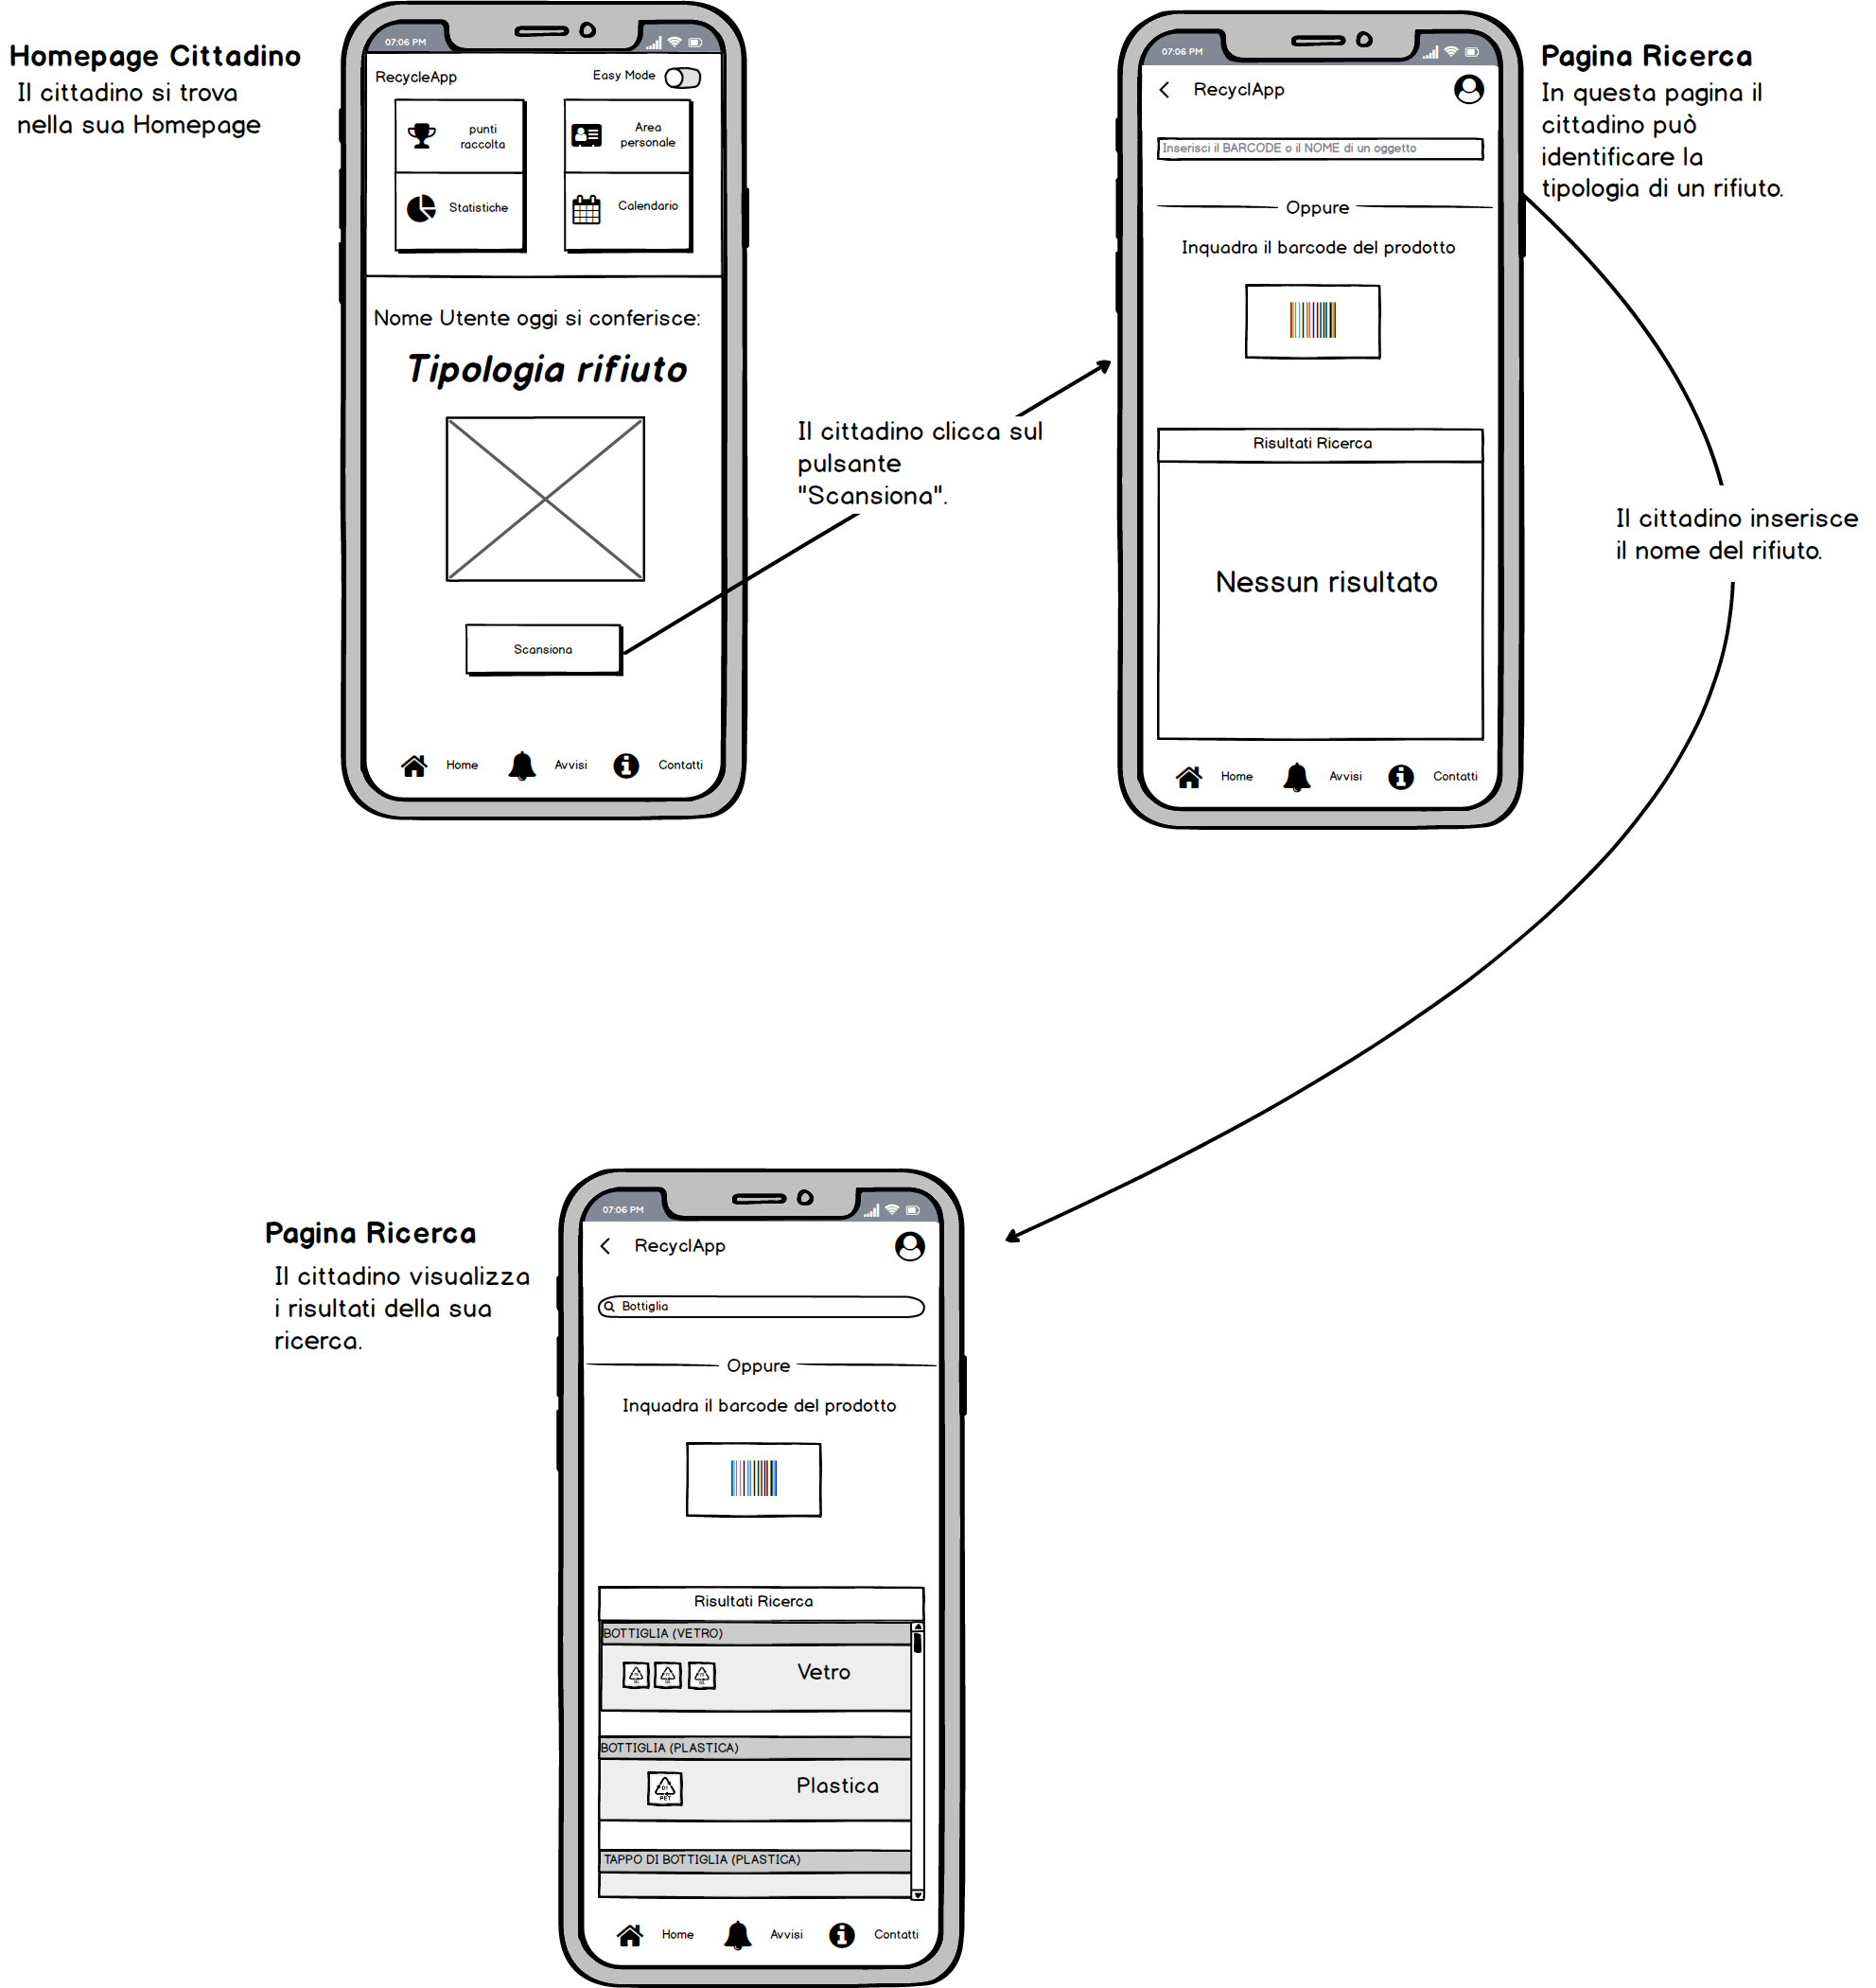 Homepage Cittadino
Il cittadino si trova
nella sua Homepage
07:06 PM
RecycleApp
Easy Mode
punti
raccolta
Area
personale
Statistiche
Calendario
Nome Utente oggi si conferisce:
Tipologia rifiuto
Scansiona
Home
Avvisi
Contatti
Il cittadino clicca sul
pulsante
"Scansiona".
07:06 PM
RecyclApp
Inserisci il BARCODE o il NOME di un oggetto
Oppure
Inquadra il barcode del prodotto
Risultati Ricerca
Nessun risultato
Home
Avvisi
Contatti
Pagina Ricerca
In questa pagina il
cittadino può
identificare la
tipologia di un rifiuto.
Il cittadino inserisce
il nome del rifiuto.
Pagina Ricerca
Il cittadino visualizza
i risultati della sua
ricerca.
07:06 PM
RecyclApp
Bottiglia
Oppure
Inquadra il barcode del prodotto
Risultati Ricerca
BOTTIGLIA (VETRO)
Vetro
BOTTIGLIA (PLASTICA)
01
PET
Plastica
TAPPO DI BOTTIGLIA (PLASTICA)
Home
Avvisi
Contatti